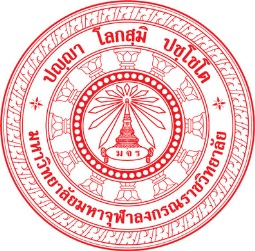 ปญฺญา โลกสฺมิ ปชฺโชโต
ม จ ร
มหาวิทยาลัยมหาจุฬาลงกรณราชวิทยาลัย